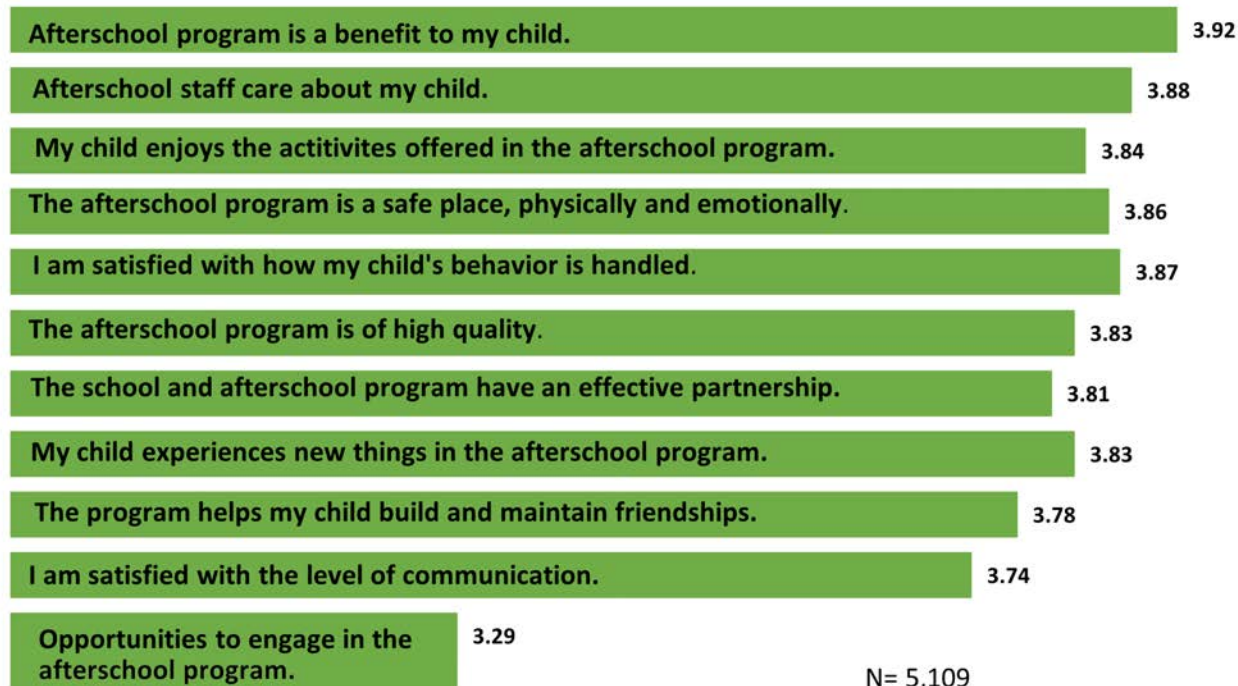 Afterschool program is a benefit to my child.
3.92
Afterschool staff care about my child.
3.88
My child enjoys the actitivites offered in the afterschool program.
3.84
The afterschool program is a safe place, physically and emotionally.
3.86
I am satisfied with how my child's behavior is handled.
3.87
The afterschool program is of high quality.
3.83
The school and afterschool program have an effective partnership.
3.81
My child experiences new things in the afterschool program.
3.83
The program helps my child build and maintain friendships.
3.78
I am satisfied with the level of communication.
3.74
Opportunities to engage in the
afterschool program.
3.29
N= 5,109